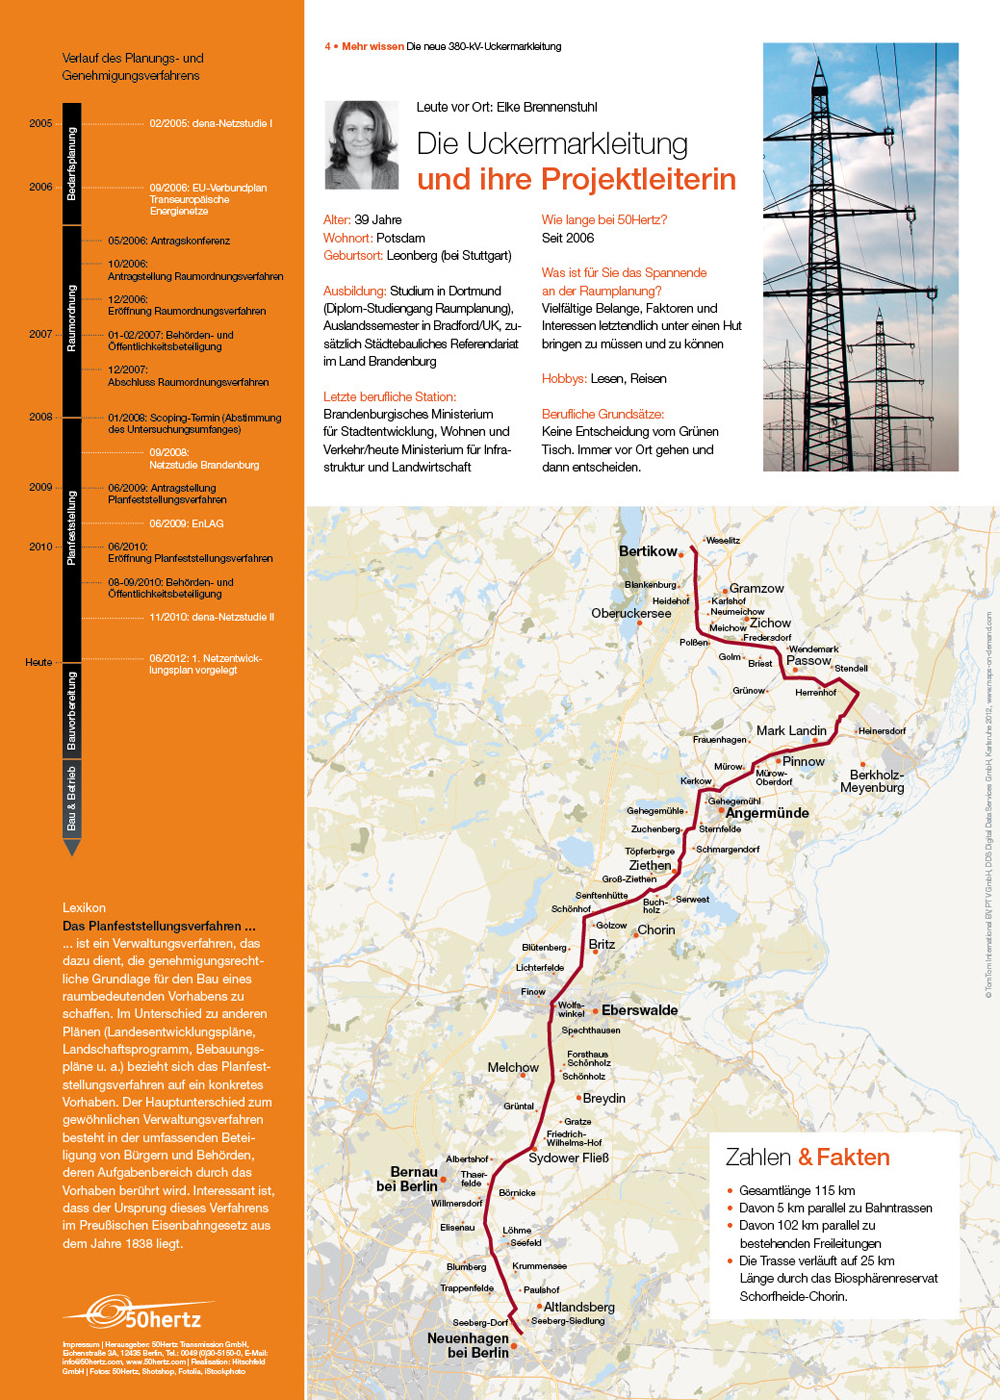 Verlauf des Planungs- und
Genehmigungsverfahrens
2005
2006
2007
2008
2009
2010
Heute
Bedarfsplanung
Raumordnung
Planfeststellung
Bauvorbereitung
Bau & Betrieb
02/2005: dena-Netzstudie I
09/2006: EU-Verbundplan
Transeuropäische
Energienetze
05/2006: Antragskonferenz
10/2006:
Antragstellung Raumordnungsverfahren
12/2006:
Eröffnung Raumordnungsverfahren
01-02/2007: Behörden- und
Öffentlichkeitsbeteiligung
12/2007:
Abschluss Raumordnungsverfahren
01/2008: Scoping-Termin (Abstimmung
des Untersuchungsumfanges)
09/2008:
Netzstudie Brandenburg
06/2009: Antragstellung
Planfeststellungsverfahren
06/2009: EnLAG
06/2010:
Eröffnung Planfeststellungsverfahren
08-09/2010: Behörden- und
Öffentlichkeitsbeteiligung
11/2010: dena-Netzstudie II
06/2012: 1. Netzentwick-
lungsplan vorgelegt
Lexikon
Das Planfeststellungsverfahren ...
... ist ein Verwaltungsverfahren, das
dazu dient, die genehmigungsrecht-
liche Grundlage für den Bau eines
raumbedeutenden Vorhabens zu
schaffen. Im Unterschied zu anderen
Plänen (Landesentwicklungspläne,
Landschaftsprogramm, Bebauungs-
pläne u. a.) bezieht sich das Planfest-
stellungsverfahren auf ein konkretes
Vorhaben. Der Hauptunterschied zum
gewöhnlichen Verwaltungsverfahren
besteht in der umfassenden Betei-
ligung von Bürgern und Behörden,
deren Aufgabenbereich durch das
Vorhaben berührt wird. Interessant ist,
dass der Ursprung dieses Verfahrens
im Preußischen Eisenbahngesetz aus
dem Jahre 1838 liegt.
50hertz
Impressum | Herausgeber: 50Hertz Transmission GmbH,
Eichenstraße 3A, 12435 Berlin, Tel.: 0049 (0)30-5150-0, E-Mail:
info@50hertz.com, www.50hertz.com | Realisation: Hitschfeld
GmbH | Fotos: 50Hertz, Shotshop, Fotolia, iStockphoto
4 • Mehr wissen Die neue 380-kV-Uckermarkleitung
Leute vor Ort: Elke Brennenstuhl
Die Uckermarkleitung
und ihre Projektleiterin
Alter: 39 Jahre
Wohnort: Potsdam
Geburtsort: Leonberg (bei Stuttgart)
Ausbildung: Studium in Dortmund
(Diplom-Studiengang Raumplanung),
Auslandssemester in Bradford/UK, zu-
sätzlich Städtebauliches Referendariat
im Land Brandenburg
Letzte berufliche Station:
Brandenburgisches Ministerium
für Stadtentwicklung, Wohnen und
Verkehr/heute Ministerium für Infra-
struktur und Landwirtschaft
Wie lange bei 50Hertz?
Seit 2006
Was ist für Sie das Spannende
an der Raumplanung?
Vielfältige Belange, Faktoren und
Interessen letztendlich unter einen Hut
bringen zu müssen und zu können
Hobbys: Lesen, Reisen
Berufliche Grundsätze:
Keine Entscheidung vom Grünen
Tisch. Immer vor Ort gehen und
dann entscheiden.
Weselitz
Bertikow
Blankenburg
Gramzow
Heidehof
Karlshof
Oberuckersee
Neumeichow
Zichow
Meichow
Fredersdorf
Polßen
Wendemark
Golm
Briest
Passow
Stendell
Grünow
Herrenhof
Mark Landin
Heinersdorf
Frauenhagen
Pinnow
Mürow
Mürow-
Oberdorf
Berkholz-
Meyenburg
Kerkow
Gehegemühl
Gehegemühle
Angermünde
Zuchenberg
Sternfelde
Töpferberge
Schmargendorf
Ziethen
Groß-Ziethen
Senftenhütte
Buch-
holz
Serwest
Schönhof
Golzow
Chorin
Blütenberg
Britz
Lichterfelde
Finow
Wolfs-
winkel
Eberswalde
Spechthausen
Forsthaus
Schönholz
Melchow
Schönholz
Breydin
Grüntal
Gratze
Friedrich-
Wilhelms-Hof
Albertshof
Sydower Fließ
Bernau
bei Berlin
Thaer-
felde
Börnicke
Willmersdorf
Elisenau
Löhme
Seefeld
Blumberg
Krummensee
Trappenfelde
Paulshof
Altlandsberg
Seeberg-Dorf
Seeberg-Siedlung
Neuenhagen
bei Berlin
Zahlen & Fakten
• Gesamtlänge 115 km
• Davon 5 km parallel zu Bahntrassen
• Davon 102 km parallel zu
bestehenden Freileitungen
• Die Trasse verläuft auf 25 km
Länge durch das Biosphärenreservat
Schorfheide-Chorin.
© TomTom International BV, PTV GmbH, DDS Digital Data Services GmbH, Karlsruhe 2012, www.maps-on-demand.com